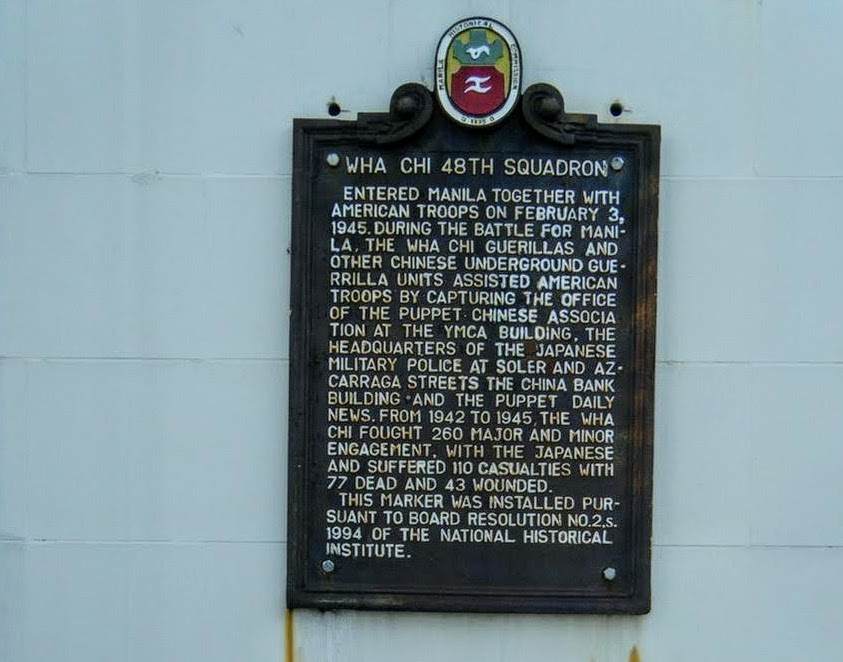 MANILA HISTORICAL COMMISSION
WHA CHI 48TH SQUADRON
ENTERED MANILA TOGETHER WITH
AMERICAN TROOPS ON FEBRUARY 3,
1945. DURING THE BATTLE FOR MANI-
LA, THE WHA CHI GUERILLAS AND
OTHER CHINESE UNDERGROUND GUE-
RRILLA UNITS ASSISTED AMERICAN
TROOPS BY CAPTURING THE OFFICE
OF THE PUPPET CHINESE ASSOCIA
TION AT THE YMCA BUILDING, THE
HEADQUARTERS OF THE JAPANESE
MILITARY POLICE AT SOLER AND AZ-
CARRAGA STREETS THE CHINA BANK
BUILDING AND THE PUPPET DAILY
NEWS. FROM 1942 TO 1945, THE WHA
CHI FOUGHT 260 MAJOR AND MINOR
ENGAGEMENT, WITH THE JAPANESE
AND SUFFERED 110 CASUALTIES WITH
77 DEAD AND 43 WOUNDED.
THIS MARKER WAS INSTALLED PUR-
SUANT TO BOARD RESOLUTION NO.2,s.
1994 OF THE NATIONAL HISTORICAL
INSTITUTE.